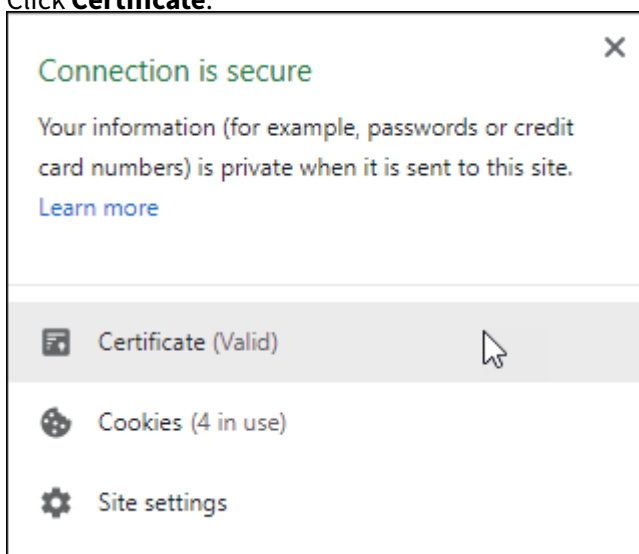 Click Certificate.
Connection is secure
Your information (for example, passwords or credit
card numbers) is private when it is sent to this site.
Learn more
Certificate (Valid)
Cookies (4 in use)
Site settings